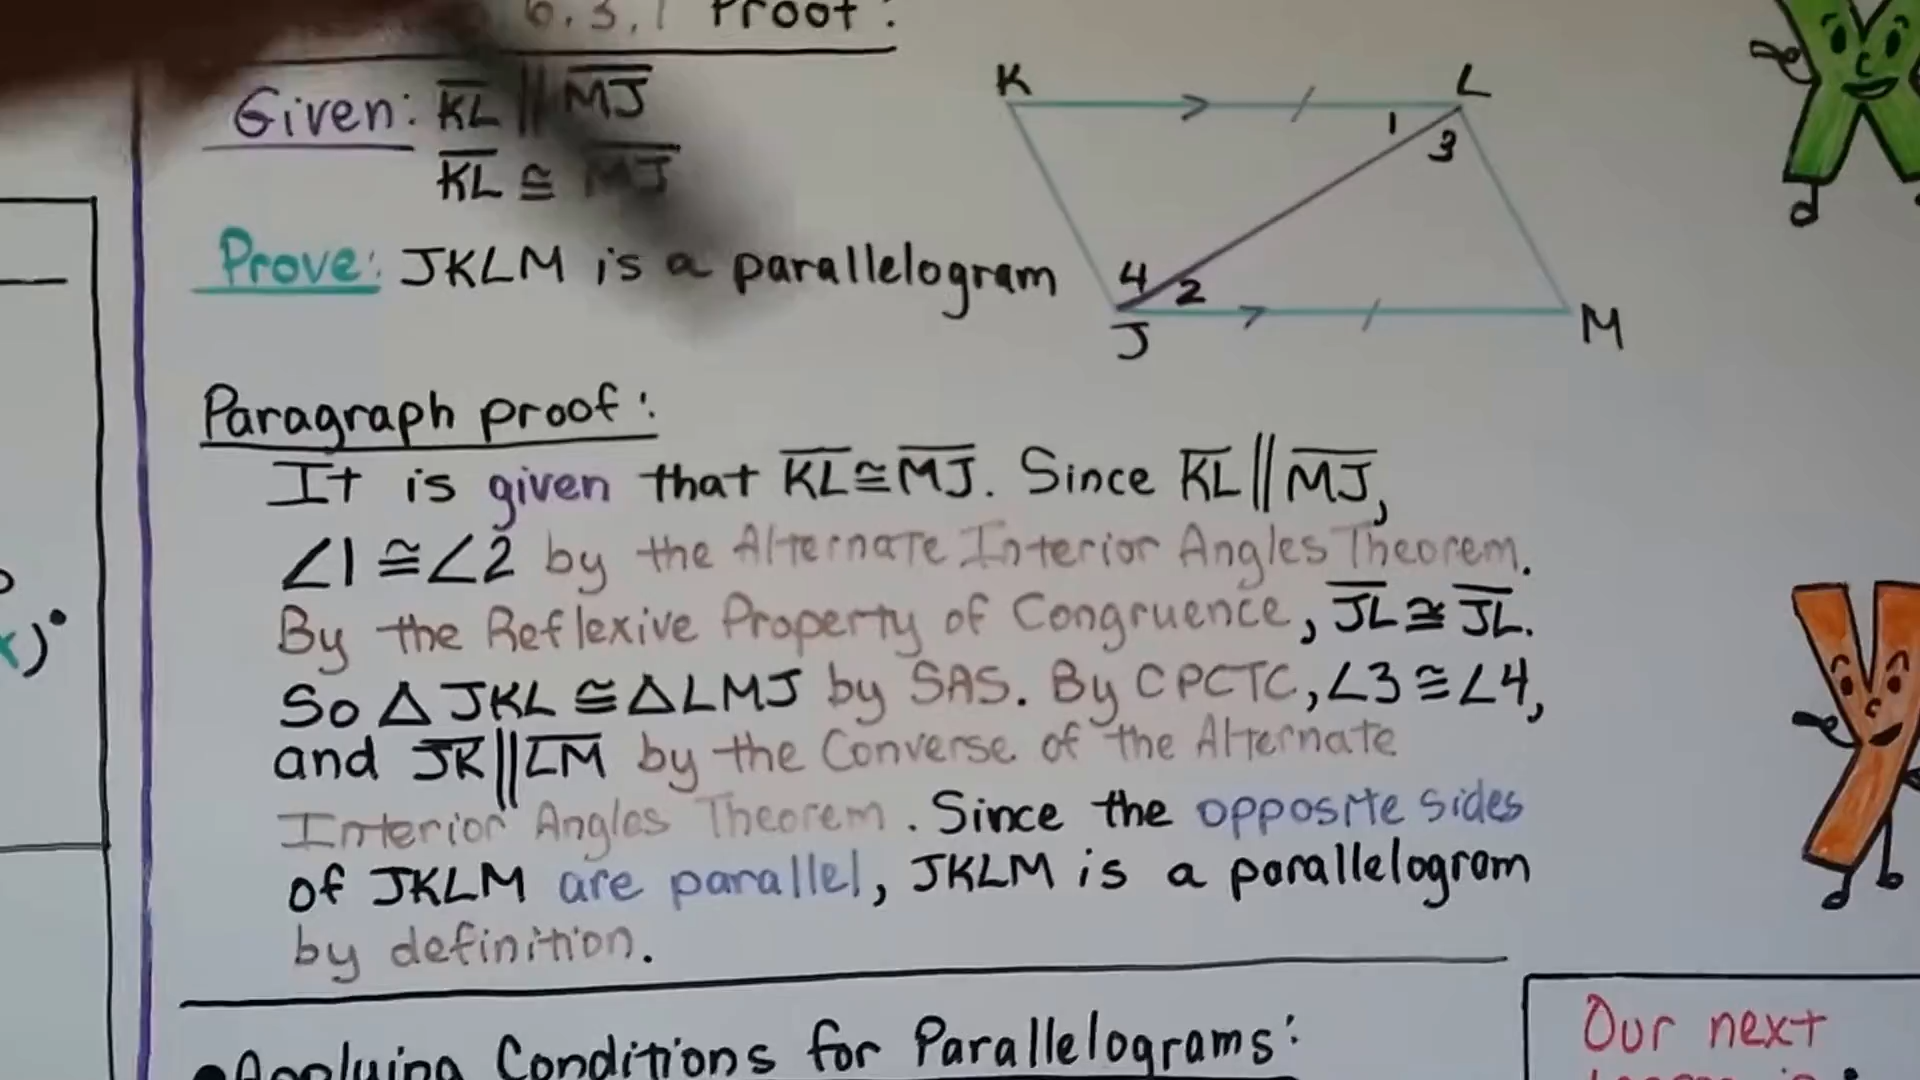 6.3.1 Proof:
Given: KL || MJ
KL ≅ MJ
Prove: JKLM is a parallelogram
K
L
1
3
4
2
J
M
Paragraph proof:
It is given that KL ≅ MJ. Since KL || MJ,
∠1 ≅ ∠2 by the Alternate Interior Angles Theorem.
By the Reflexive Property of Congruence, JL ≅ JL.
So △JKL ≅ △LMJ by SAS. By CPCTC, ∠3 ≅ ∠4,
and JK || LM by the Converse of the Alternate
Interior Angles Theorem. Since the opposite sides
of JKLM are parallel, JKLM is a parallelogram
by definition.
•Applying Conditions for Parallelograms:
Our next